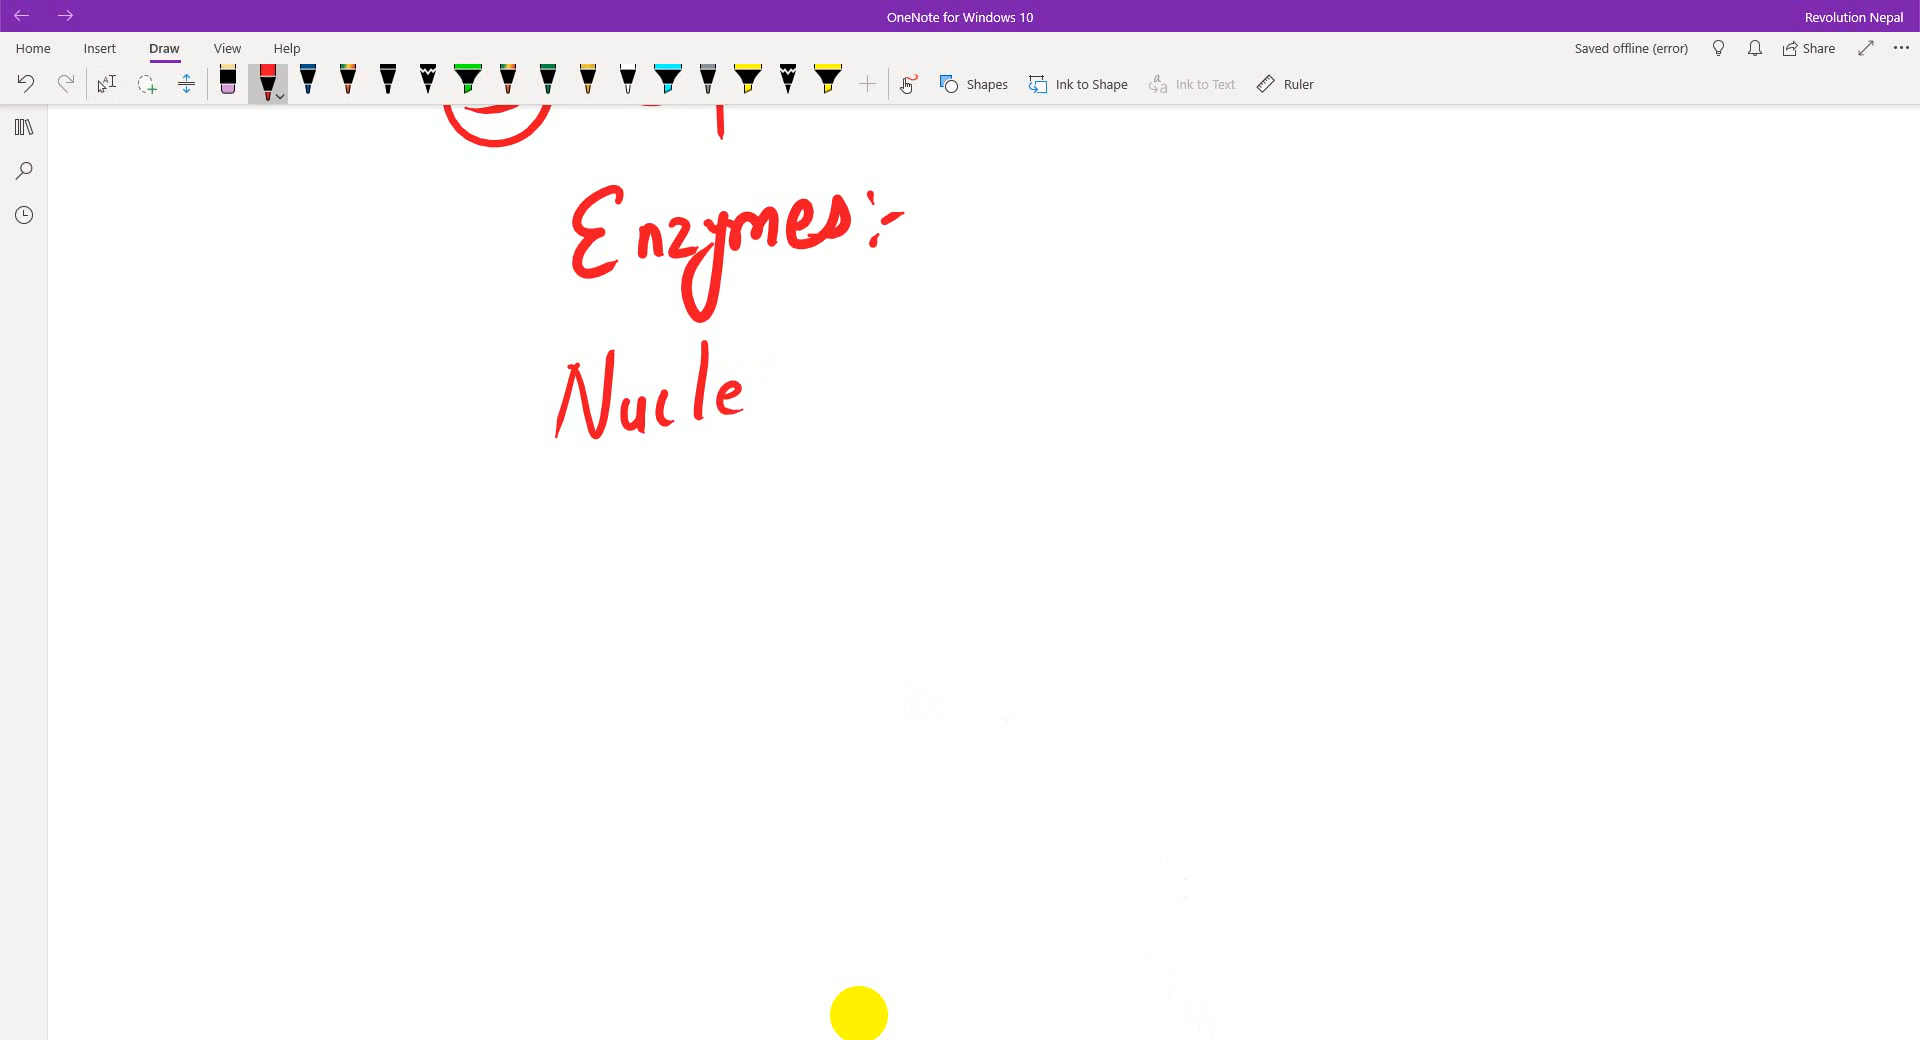 OneNote for Windows 10
Revolution Nepal
Home Insert Draw View Help
Saved offline (error) Share
Shapes Ink to Shape Ink to Text Ruler
Enzymes:-
Nucle